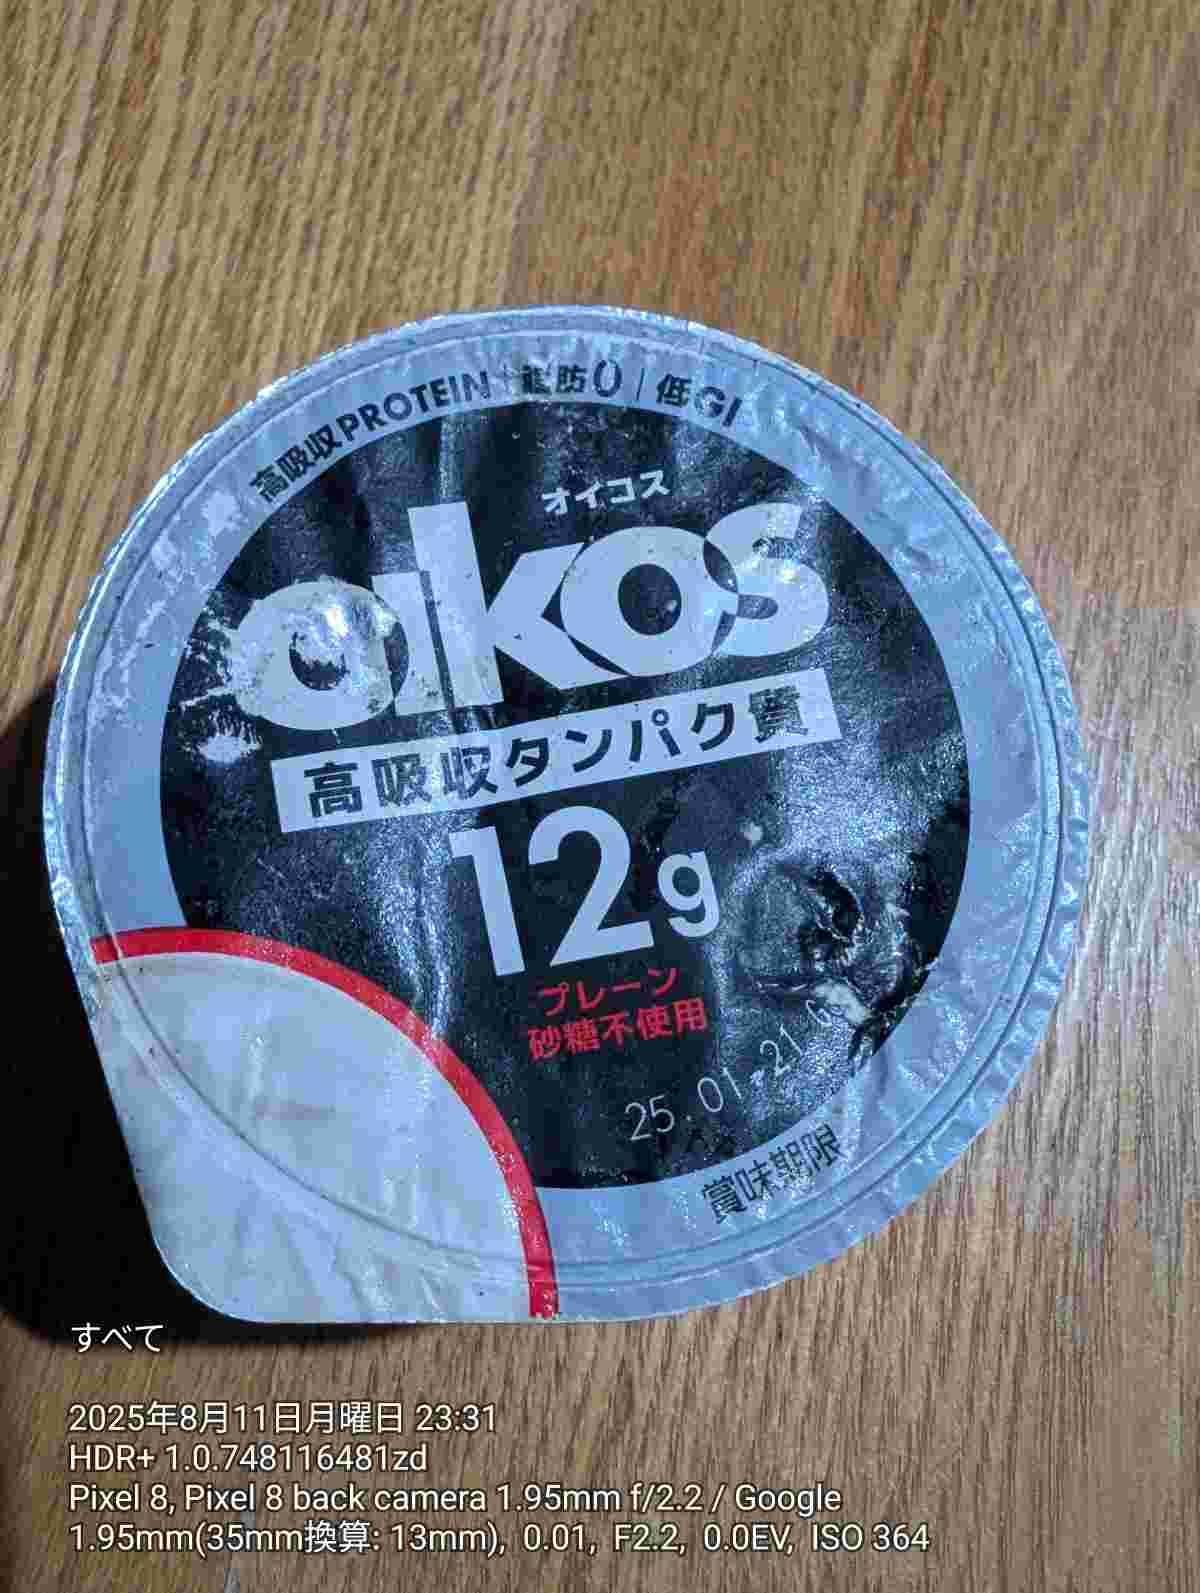 高吸収PROTEIN+脂肪0|低GI
オイコス
oikos
高吸収タンパク質
12g
プレーン
砂糖不使用
25.01.21
賞味期限
すべて
2025年8月11日月曜日 23:31
HDR+ 1.0.748116481zd
Pixel 8, Pixel 8 back camera 1.95mm f/2.2 / Google
1.95mm(35mm換算: 13mm), 0.01, F2.2, 0.0EV, ISO 364